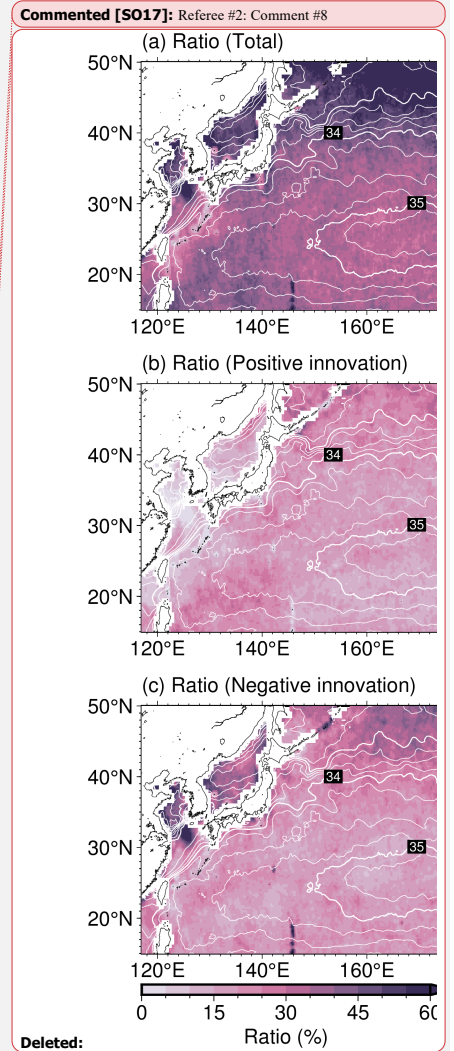 Commented [SO17]: Referee #2: Comment #8
(a) Ratio (Total)
50°N
40°N
34
30°N
35
20°N
120°E 140°E 160°E
(b) Ratio (Positive innovation)
50°N
40°N
34
30°N
35
20°N
120°E 140°E 160°E
(c) Ratio (Negative innovation)
50°N
40°N
34
30°N
35
20°N
120°E 140°E 160°E
0 15 30 45 60
Ratio (%)
Deleted: